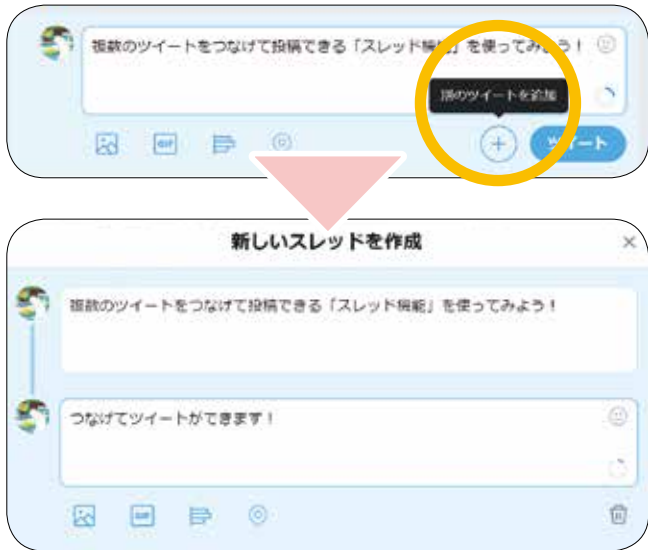 複数のツイートをつなげて投稿できる「スレッド機能」を使ってみよう！
別のツイートを追加
GIF
ツイート
新しいスレッドを作成
複数のツイートをつなげて投稿できる「スレッド機能」を使ってみよう！
つなげてツイートができます！
GIF